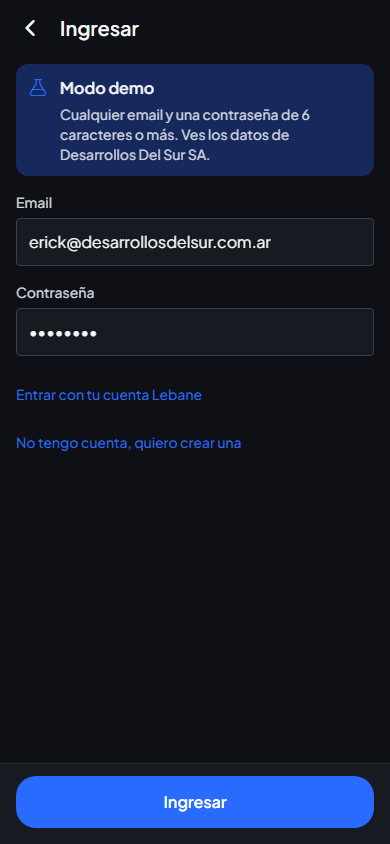 Ingresar
Modo demo
Cualquier email y una contraseña de 6
caracteres o más. Ves los datos de
Desarrollos Del Sur SA.
Email
erick@desarrollosdelsur.com.ar
Contraseña
••••••••
Entrar con tu cuenta Lebane
No tengo cuenta, quiero crear una
Ingresar